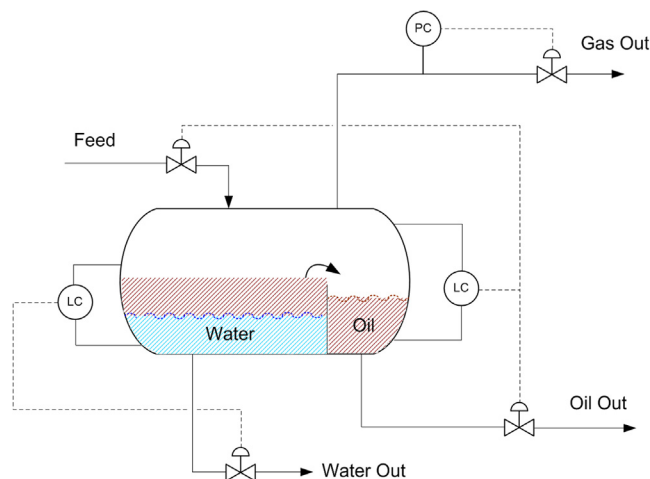 PC
Gas Out
Feed
LC
LC
Water
Oil
Oil Out
Water Out